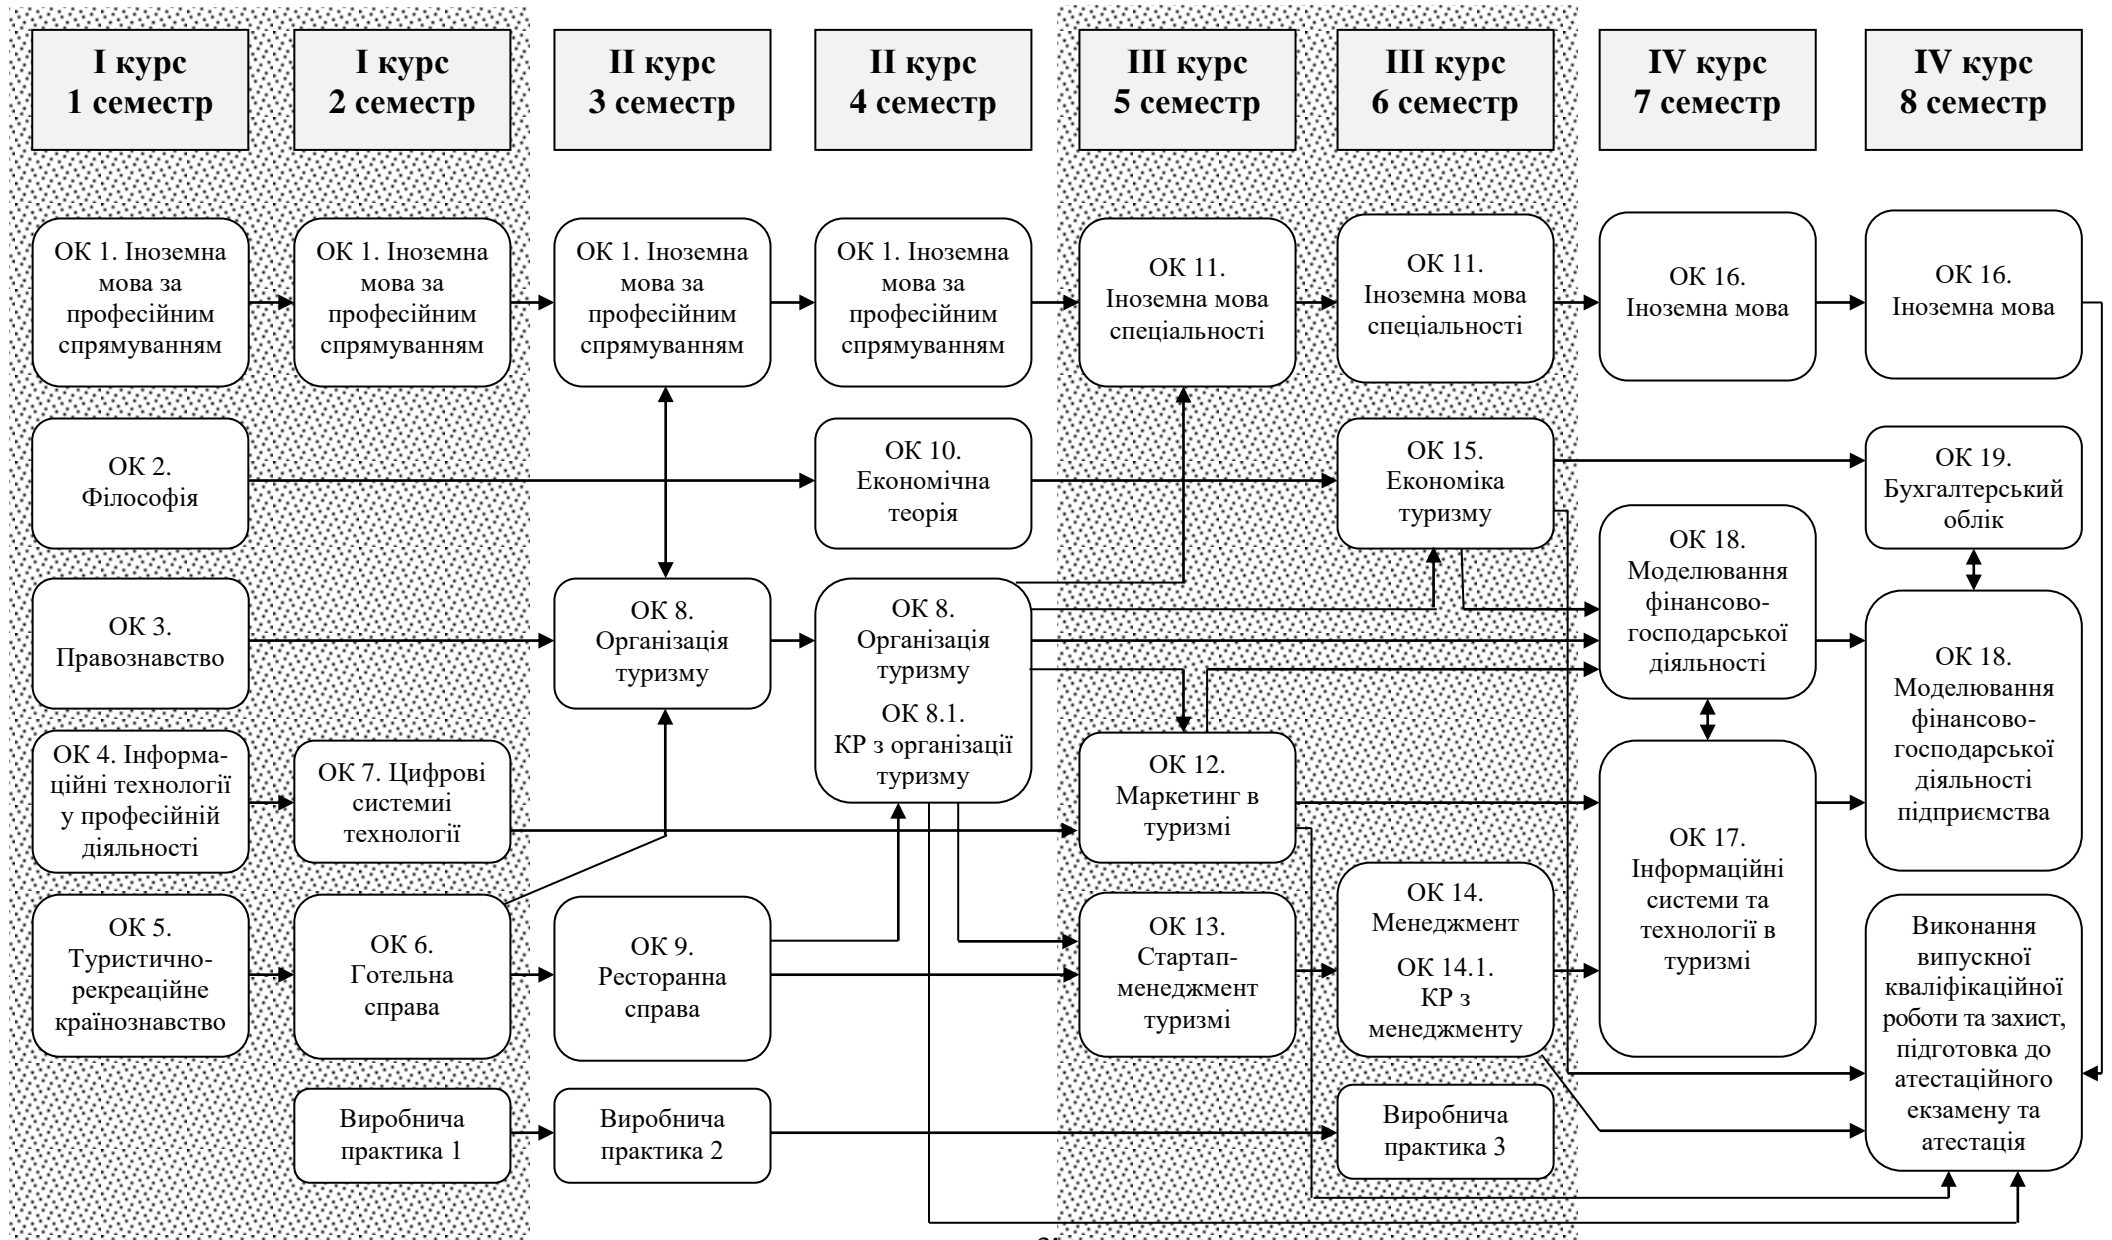 I курс
1 семестр
I курс
2 семестр
II курс
3 семестр
II курс
4 семестр
III курс
5 семестр
III курс
6 семестр
IV курс
7 семестр
IV курс
8 семестр
ОК 1. Іноземна
мова за
професійним
спрямуванням
ОК 1. Іноземна
мова за
професійним
спрямуванням
ОК 1. Іноземна
мова за
професійним
спрямуванням
ОК 1. Іноземна
мова за
професійним
спрямуванням
ОК 11.
Іноземна мова
спеціальності
ОК 11.
Іноземна мова
спеціальності
ОК 16.
Іноземна мова
ОК 16.
Іноземна мова
ОК 2.
Філософія
ОК 10.
Економічна
теорія
ОК 15.
Економіка
туризму
ОК 19.
Бухгалтерський
облік
ОК 3.
Правознавство
ОК 8.
Організація
туризму
ОК 8.
Організація
туризму
ОК 8.1.
КР з організації
туризму
ОК 18.
Моделювання
фінансово-
господарської
діяльності
ОК 18.
Моделювання
фінансово-
господарської
діяльності
підприємства
ОК 4. Інформа-
ційні технології
у професійній
діяльності
ОК 7. Цифрові
системиі
технології
ОК 12.
Маркетинг в
туризмі
ОК 17.
Інформаційні
системи та
технології в
туризмі
ОК 5.
Туристично-
рекреаційне
країнознавство
ОК 6.
Готельна
справа
ОК 9.
Ресторанна
справа
ОК 13.
Стартап-
менеджмент
туризмі
ОК 14.
Менеджмент
ОК 14.1.
КР з
менеджменту
Виконання
випускної
кваліфікаційної
роботи та захист,
підготовка до
атестаційного
екзамену та
атестація
Виробнича
практика 1
Виробнича
практика 2
Виробнича
практика 3